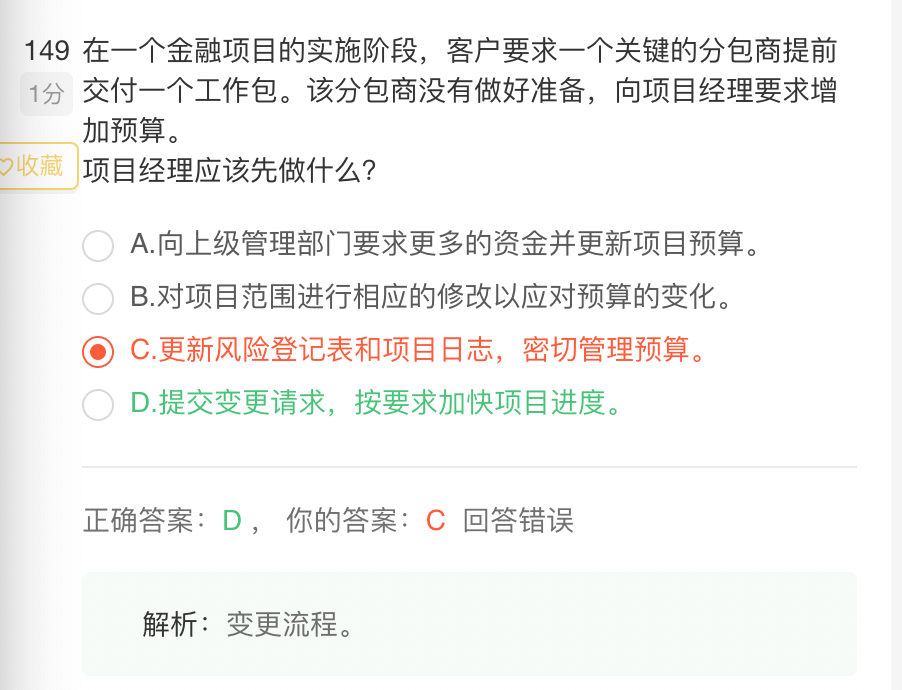 149 在一个金融项目的实施阶段，客户要求一个关键的分包商提前
1分 交付一个工作包。该分包商没有做好准备，向项目经理要求增
加预算。
收藏 项目经理应该先做什么？
A.向上级管理部门要求更多的资金并更新项目预算。
B.对项目范围进行相应的修改以应对预算的变化。
C.更新风险登记表和项目日志，密切管理预算。
D.提交变更请求，按要求加快项目进度。
正确答案：D， 你的答案：C 回答错误
解析：变更流程。